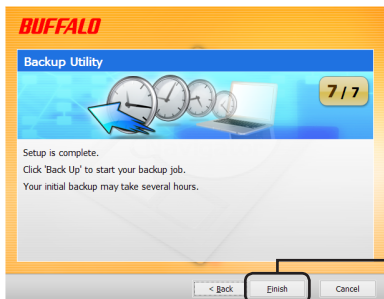 BUFFALO
Backup Utility
7 / 7
Setup is complete.
Click 'Back Up' to start your backup job.
Your initial backup may take several hours.
< Back Finish Cancel